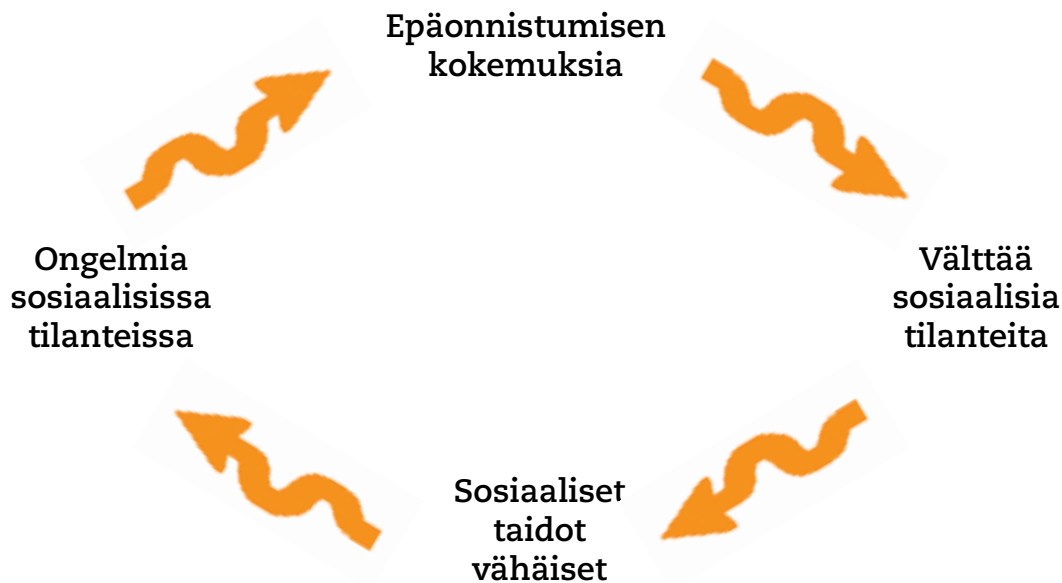 Epäonnistumisen
kokemuksia
Ongelmia
sosiaalisissa
tilanteissa
Välttää
sosiaalisia
tilanteita
Sosiaaliset
taidot
vähäiset